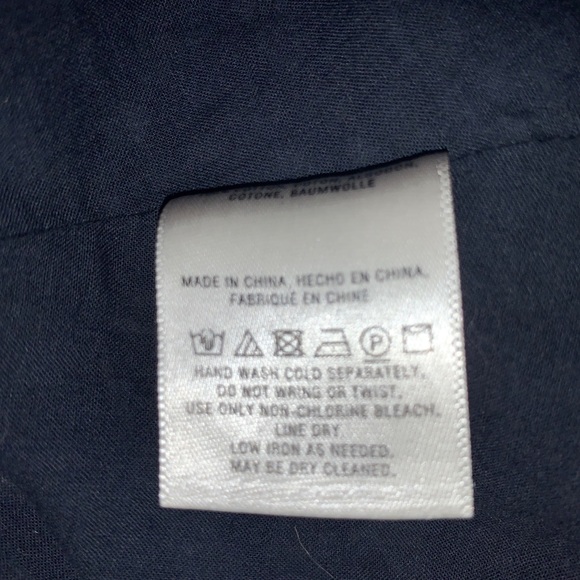 COTONE, BAUMWOLLE
MADE IN CHINA, HECHO EN CHINA,
FABRIQUÉ EN CHINE
P
HAND WASH COLD SEPARATELY.
DO NOT WRING OR TWIST.
USE ONLY NON-CHLORINE BLEACH.
LINE DRY
LOW IRON AS NEEDED.
MAY BE DRY CLEANED.